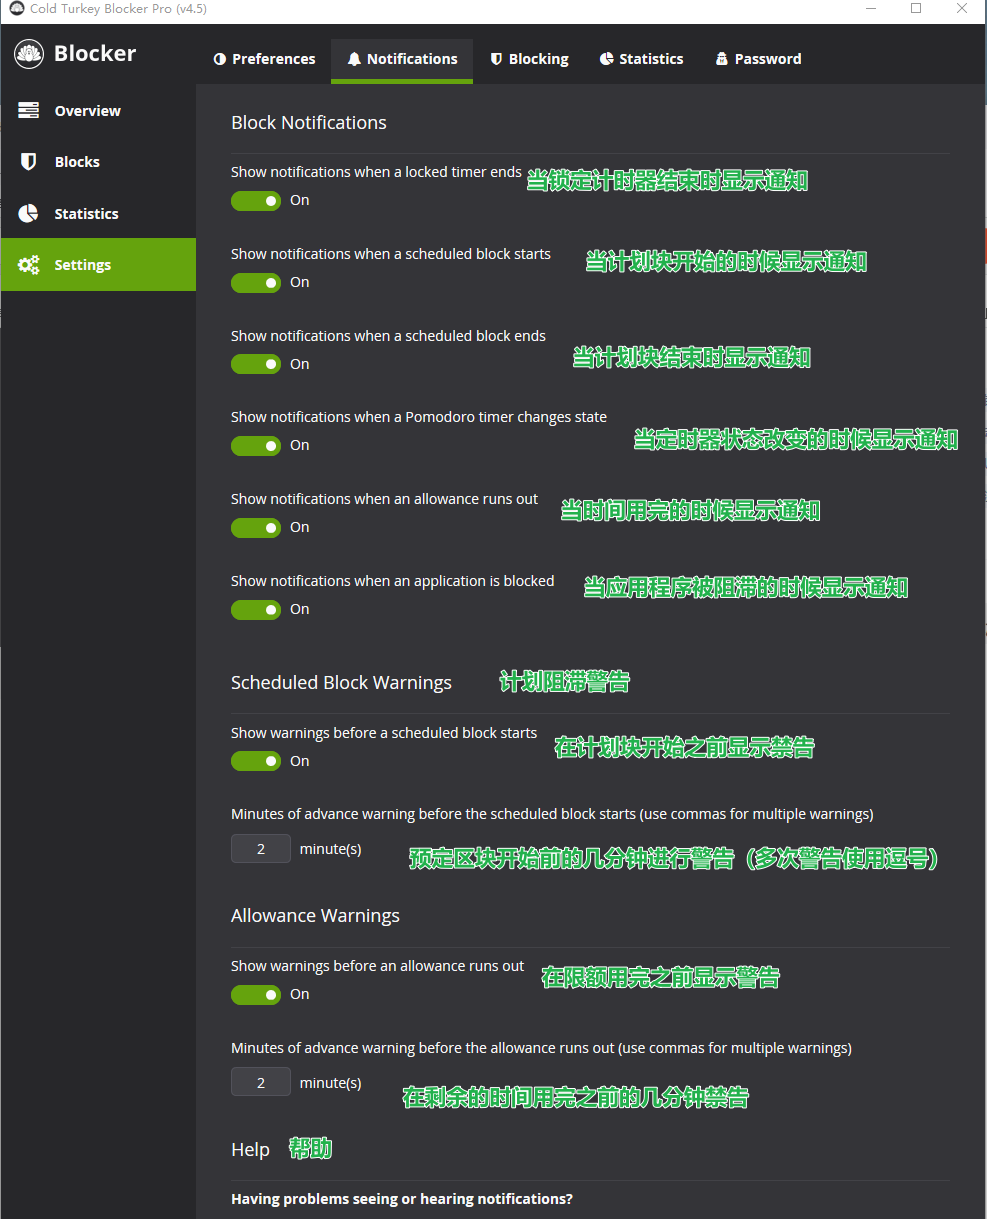 Cold Turkey Blocker Pro (v4.5)
Blocker
Preferences
Notifications
Blocking
Statistics
Password
Overview
Blocks
Statistics
Settings
Block Notifications
Show notifications when a locked timer ends 当锁定计时器结束时显示通知
On
Show notifications when a scheduled block starts 当计划块开始的时候显示通知
On
Show notifications when a scheduled block ends 当计划块结束时显示通知
On
Show notifications when a Pomodoro timer changes state 当定时器状态改变的时候显示通知
On
Show notifications when an allowance runs out 当时间用完的时候显示通知
On
Show notifications when an application is blocked 当应用程序被阻滞的时候显示通知
On
Scheduled Block Warnings 计划阻滞警告
Show warnings before a scheduled block starts 在计划块开始之前显示禁告
On
Minutes of advance warning before the scheduled block starts (use commas for multiple warnings)
2 minute(s) 预定区块开始前的几分钟进行警告（多次警告使用逗号）
Allowance Warnings
Show warnings before an allowance runs out 在限额用完之前显示警告
On
Minutes of advance warning before the allowance runs out (use commas for multiple warnings)
2 minute(s) 在剩余的时间用完之前的几分钟禁告
Help 帮助
Having problems seeing or hearing notifications?